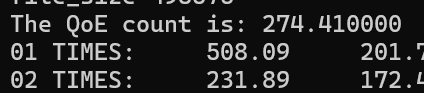 The QoE count is: 274.410000
01 TIMES: 508.09 201.7
02 TIMES: 231.89 172.4